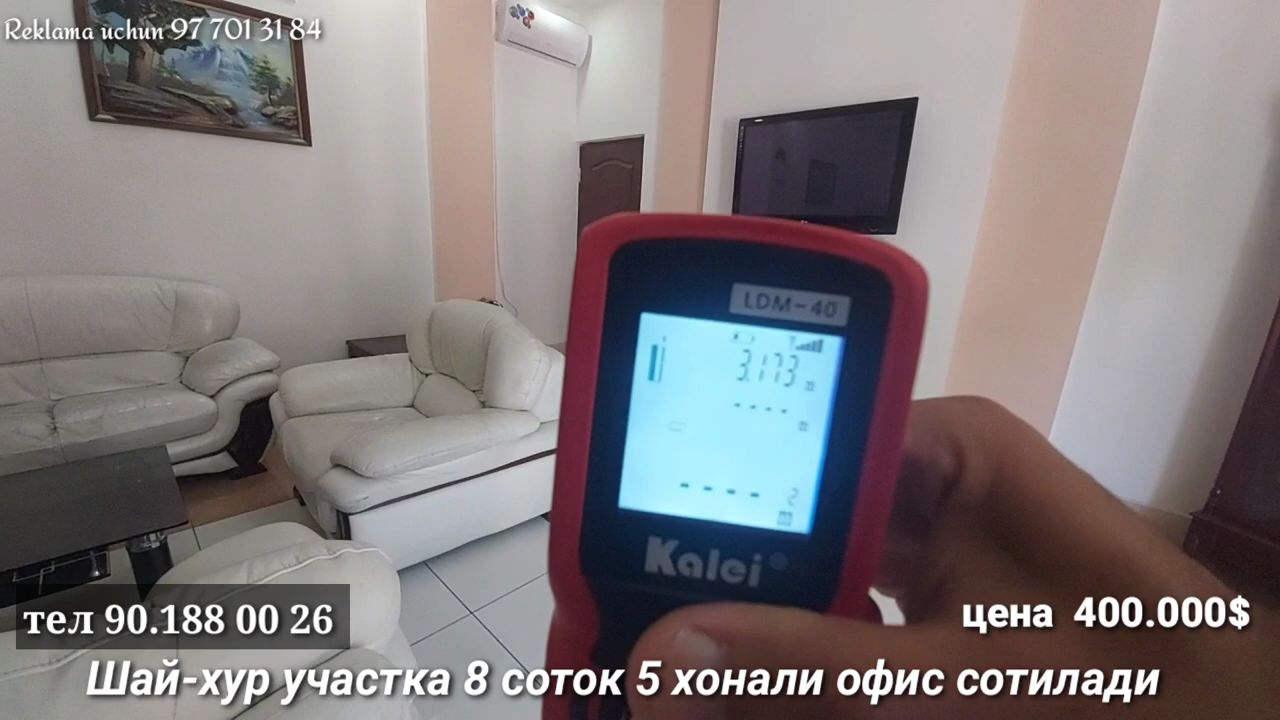 Reklama uchun 97 701 31 84
LDM-40
3.173 m
Kalei
тел 90.188 00 26
цена 400.000$
Шай-хур участка 8 соток 5 хонали офис сотилади